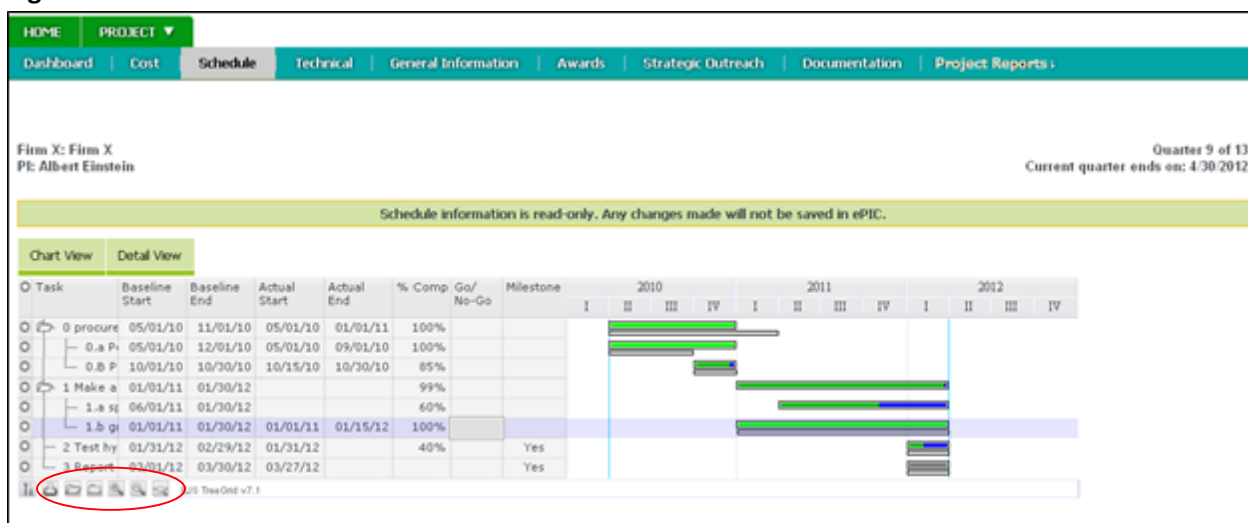 HOME PROJECT ▼
Dashboard | Cost Schedule Technical | General Information | Awards | Strategic Outreach | Documentation | Project Reports
Firm X: Firm X
PI: Albert Einstein
Quarter 9 of 13
Current quarter ends on: 4/30/2012
Schedule information is read-only. Any changes made will not be saved in ePIC.
Chart View Detail View
Task Baseline Start Baseline End Actual Start Actual End % Comp Go/No-Go Milestone 2010 2011 2012
I II III IV I II III IV I II III IV
0 procure 05/01/10 11/01/10 05/01/10 01/01/11 100%
0.a P 05/01/10 12/01/10 05/01/10 09/01/10 100%
0.B P 10/01/10 10/30/10 10/15/10 10/30/10 85%
1 Make a 01/01/11 01/30/12 99%
1.a sp 06/01/11 01/30/12 60%
1.b gi 01/01/11 01/30/12 01/01/11 01/15/12 100%
2 Test hy 01/31/12 02/29/12 01/31/12 40% Yes
3 Report 03/01/12 03/30/12 03/27/12 Yes
TreeGrid v7.1